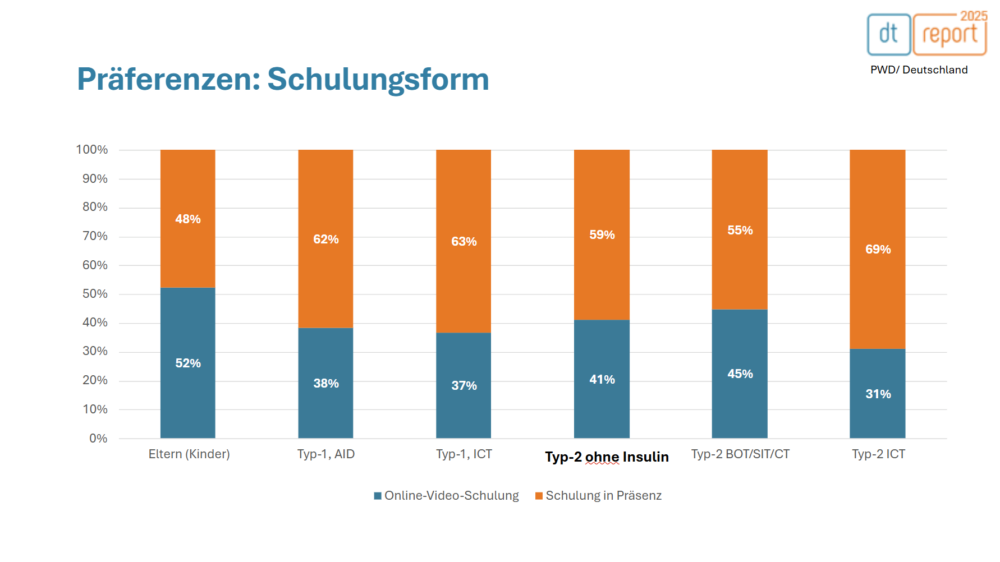 2025
dt report
PWD/ Deutschland
Präferenzen: Schulungsform
100%
90%
80%
70%
60%
50%
40%
30%
20%
10%
0%
48% 62% 63% 59% 55% 69%
52% 38% 37% 41% 45% 31%
Eltern (Kinder) Typ-1, AID Typ-1, ICT Typ-2 ohne Insulin Typ-2 BOT/SIT/CT Typ-2 ICT
Online-Video-Schulung Schulung in Präsenz